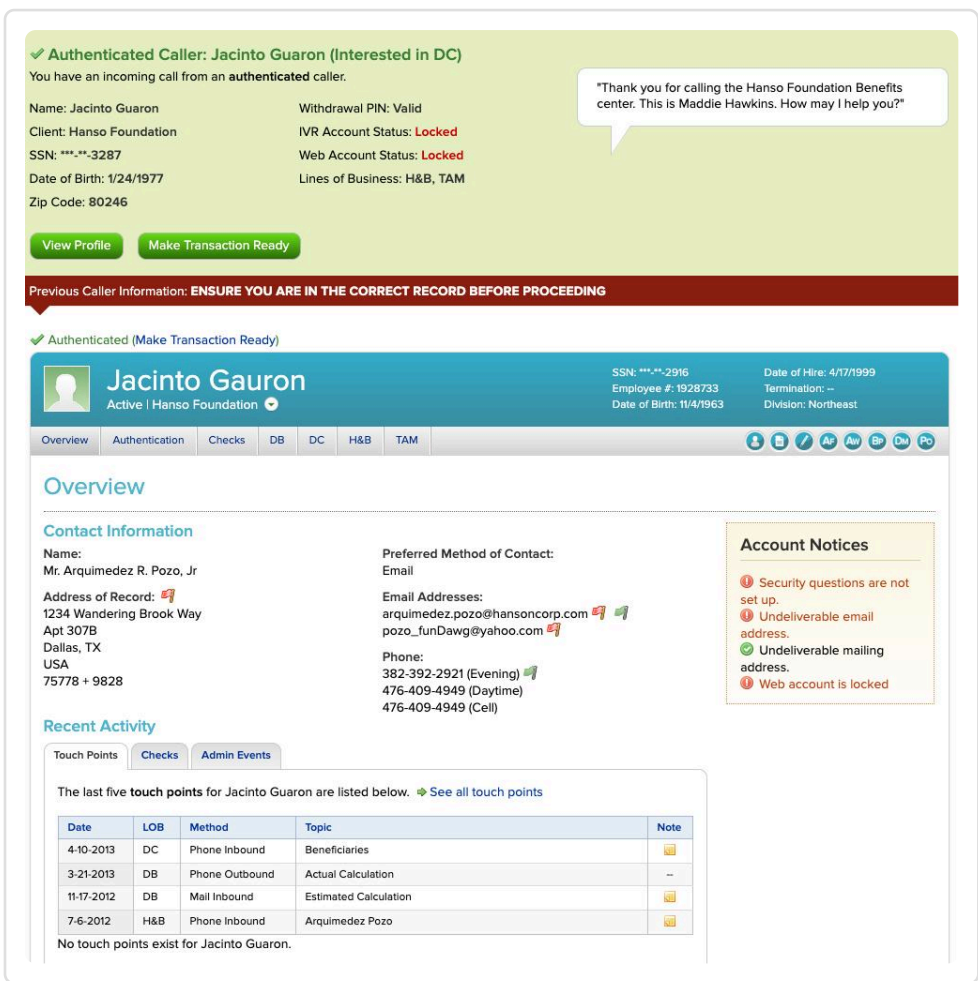 Authenticated Caller: Jacinto Guaron (Interested in DC)
You have an incoming call from an authenticated caller.
Name: Jacinto Guaron
Client: Hanso Foundation
SSN: ***-**-3287
Date of Birth: 1/24/1977
Zip Code: 80246
Withdrawal PIN: Valid
IVR Account Status: Locked
Web Account Status: Locked
Lines of Business: H&B, TAM
"Thank you for calling the Hanso Foundation Benefits
center. This is Maddie Hawkins. How may I help you?"
View Profile Make Transaction Ready
Previous Caller Information: ENSURE YOU ARE IN THE CORRECT RECORD BEFORE PROCEEDING
Authenticated (Make Transaction Ready)
Jacinto Gauron
Active | Hanso Foundation
SSN: ***-**-2916
Employee #: 1928733
Date of Birth: 11/4/1963
Date of Hire: 4/17/1999
Termination: --
Division: Northeast
Overview Authentication Checks DB DC H&B TAM
AF AW BP DM PO
Overview
Contact Information
Name:
Mr. Arquimedez R. Pozo, Jr
Address of Record:
1234 Wandering Brook Way
Apt 307B
Dallas, TX
USA
75778 + 9828
Preferred Method of Contact:
Email
Email Addresses:
arquimedez.pozo@hansoncorp.com
pozo_funDawg@yahoo.com
Phone:
382-392-2921 (Evening)
476-409-4949 (Daytime)
476-409-4949 (Cell)
Account Notices
Security questions are not
set up.
Undeliverable email
address.
Undeliverable mailing
address.
Web account is locked
Recent Activity
Touch Points Checks Admin Events
The last five touch points for Jacinto Guaron are listed below. See all touch points
Date LOB Method Topic Note
4-10-2013 DC Phone Inbound Beneficiaries
3-21-2013 DB Phone Outbound Actual Calculation --
11-17-2012 DB Mail Inbound Estimated Calculation
7-6-2012 H&B Phone Inbound Arquimedez Pozo
No touch points exist for Jacinto Guaron.